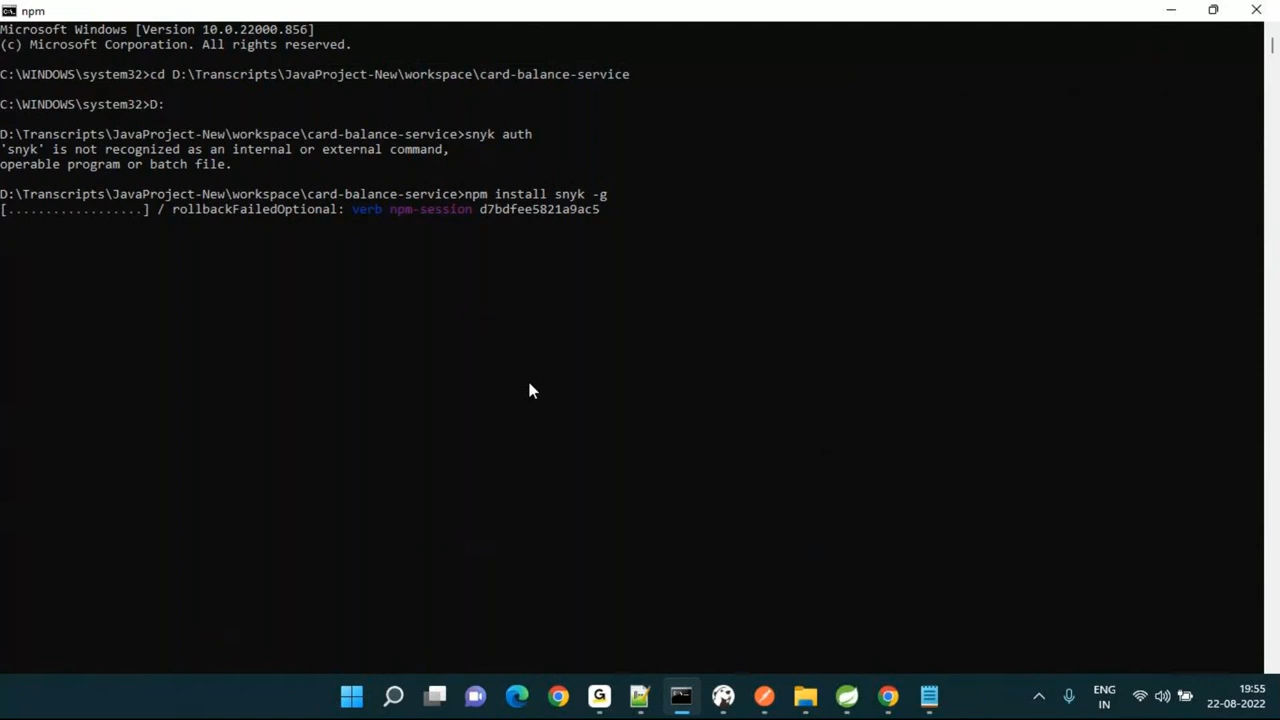 npm
Microsoft Windows [Version 10.0.22000.856]
(c) Microsoft Corporation. All rights reserved.
C:\WINDOWS\system32>cd D:\Transcripts\JavaProject-New\workspace\card-balance-service
C:\WINDOWS\system32>D:
D:\Transcripts\JavaProject-New\workspace\card-balance-service>snyk auth
'snyk' is not recognized as an internal or external command,
operable program or batch file.
D:\Transcripts\JavaProject-New\workspace\card-balance-service>npm install snyk -g
[..................] / rollbackFailedOptional: verb npm-session d7bdfee5821a9ac5
ENG
IN
19:55
22-08-2022